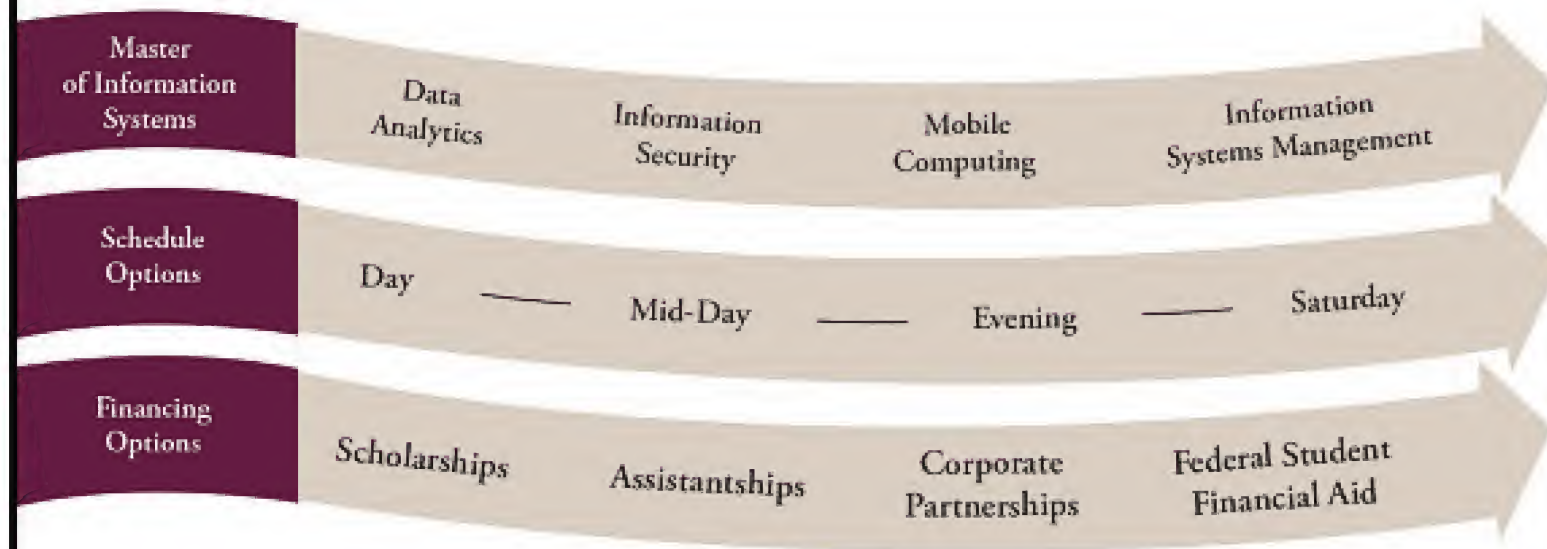 Master
of Information
Systems
Data
Analytics
Information
Security
Mobile
Computing
Information
Systems Management
Schedule
Options
Day
Mid-Day
Evening
Saturday
Financing
Options
Scholarships
Assistantships
Corporate
Partnerships
Federal Student
Financial Aid